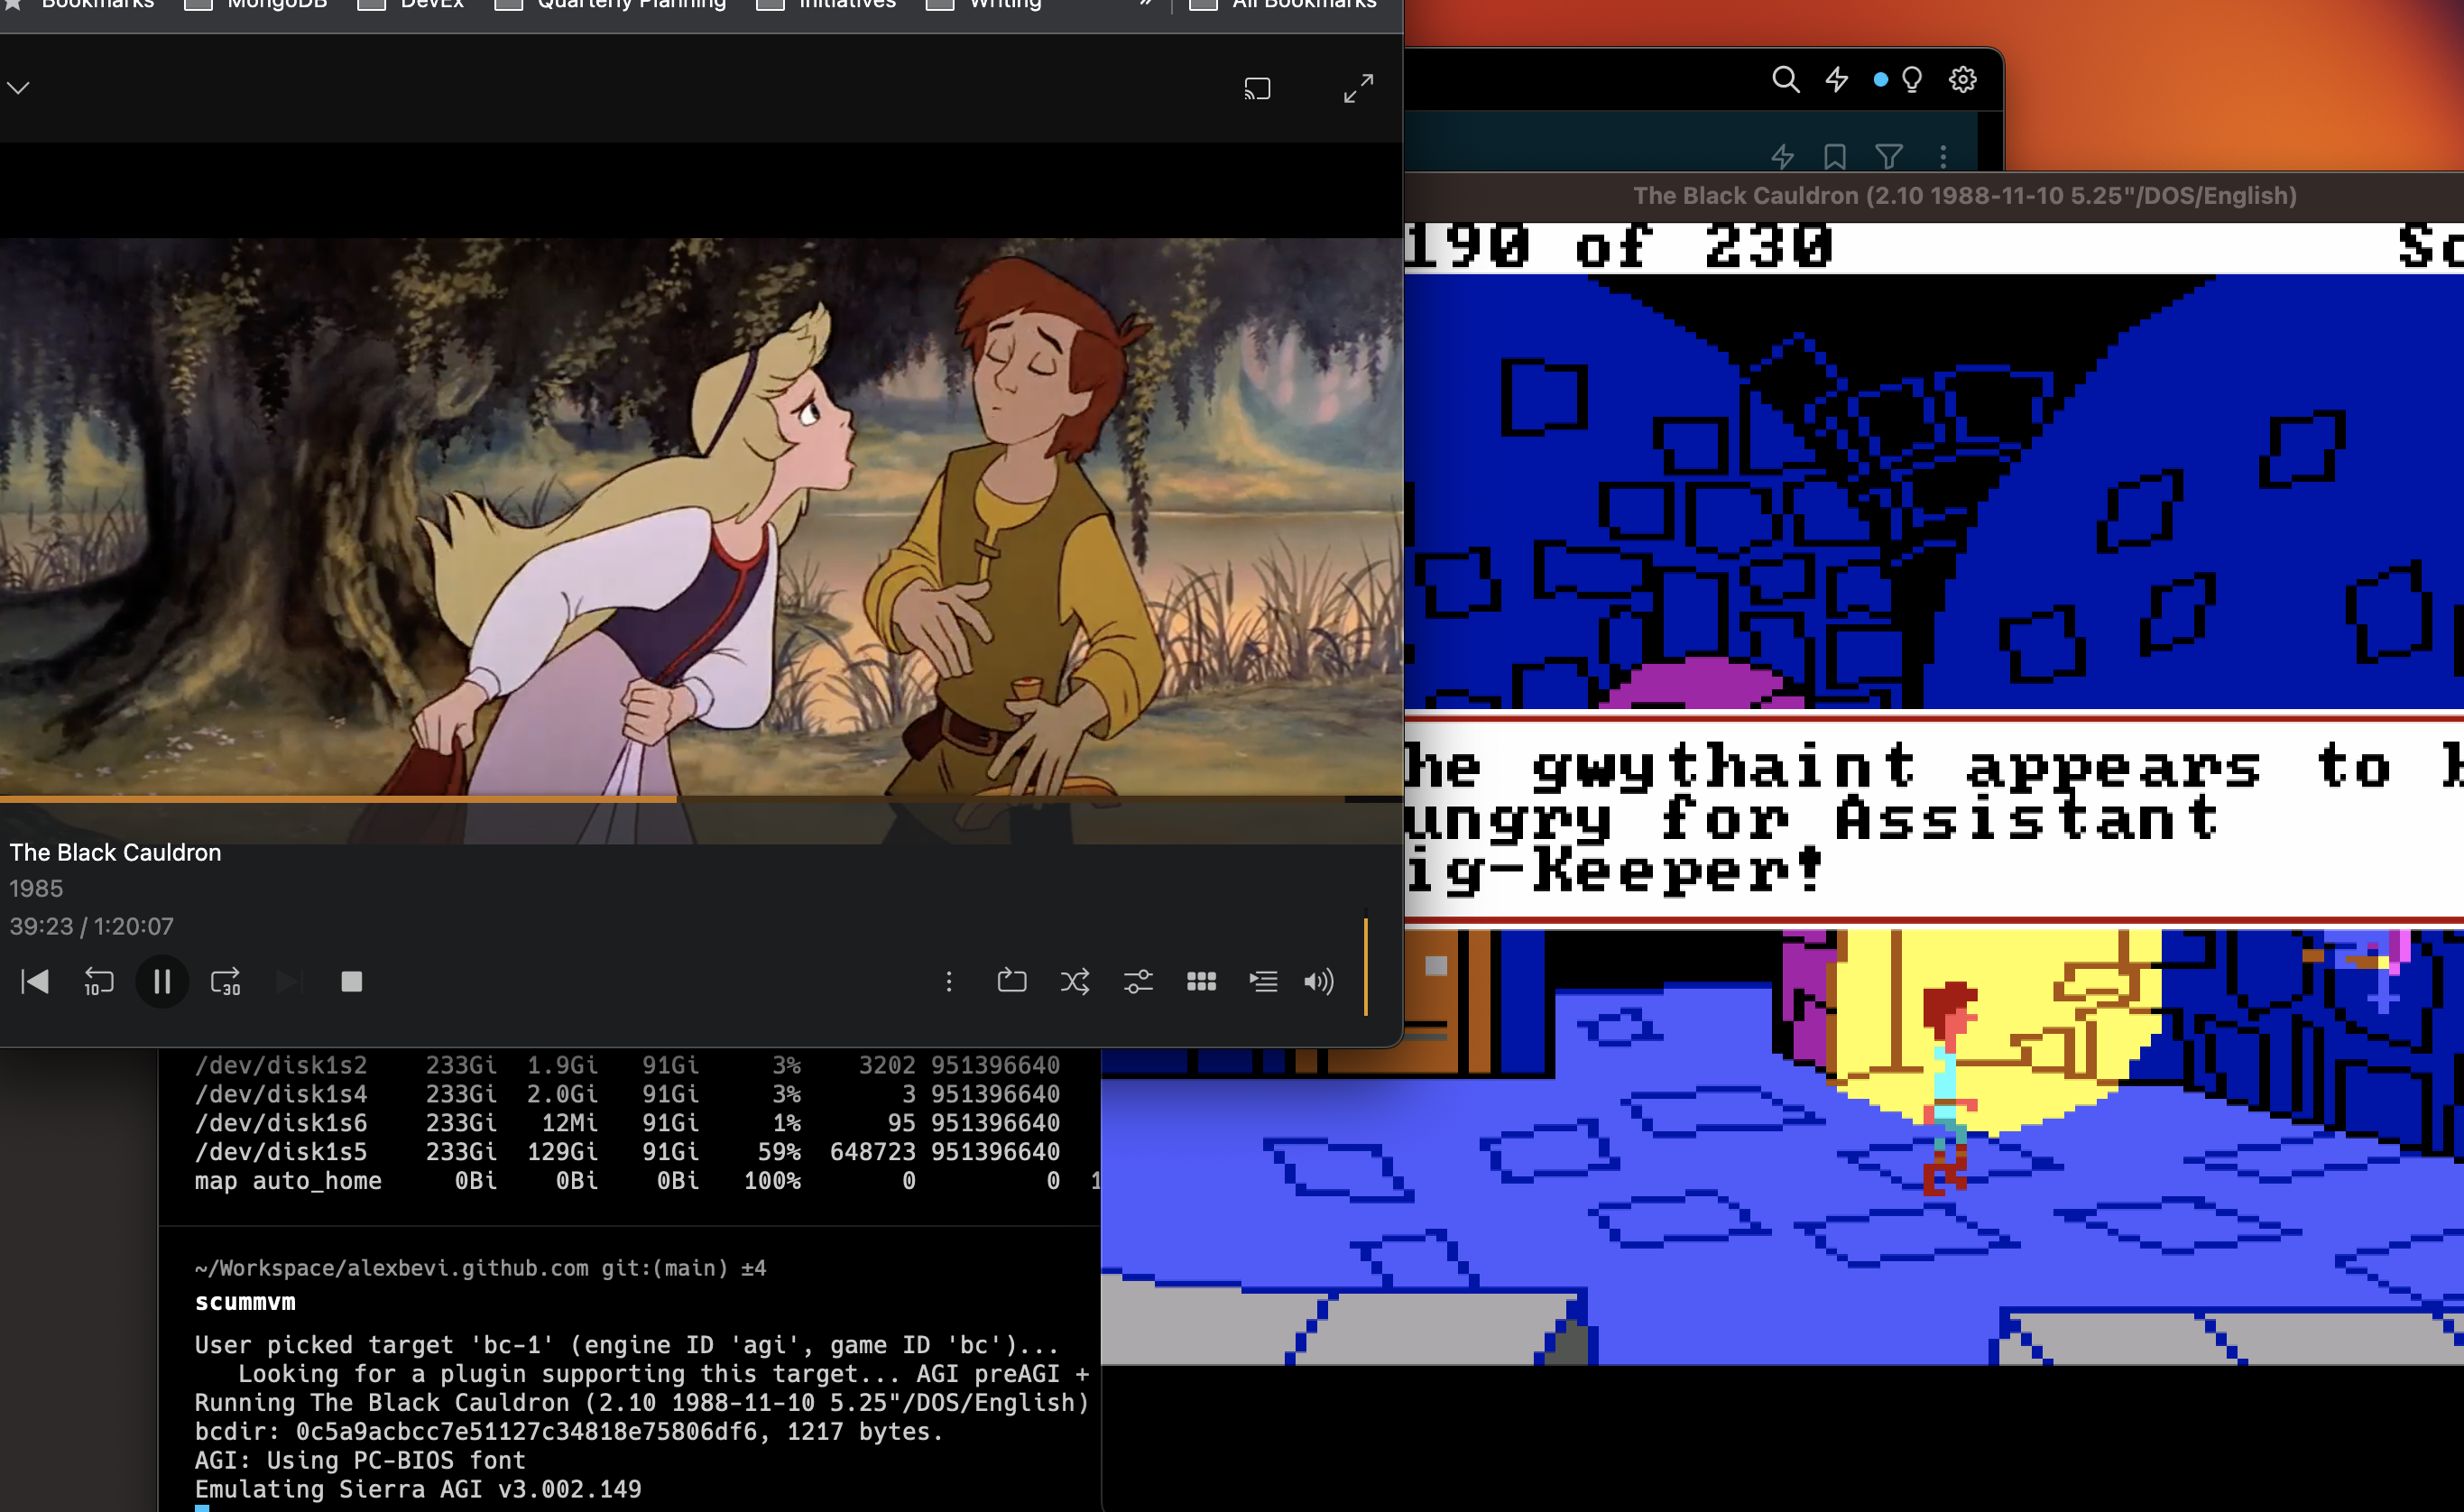 Bookmarks MongoDB DevEx Quarterly Planning Initiatives Writing » All Bookmarks
The Black Cauldron (2.10 1988-11-10 5.25"/DOS/English)
190 of 230 Sc
he gwythaint appears to b
ungry for Assistant
ig-Keeper!
The Black Cauldron
1985
39:23 / 1:20:07
10 30
/dev/disk1s2 233Gi 1.9Gi 91Gi 3% 3202 951396640
/dev/disk1s4 233Gi 2.0Gi 91Gi 3% 3 951396640
/dev/disk1s6 233Gi 12Mi 91Gi 1% 95 951396640
/dev/disk1s5 233Gi 129Gi 91Gi 59% 648723 951396640
map auto_home 0Bi 0Bi 0Bi 100% 0 0 1
~/Workspace/alexbevi.github.com git:(main) ±4
scummvm
User picked target 'bc-1' (engine ID 'agi', game ID 'bc')...
Looking for a plugin supporting this target... AGI preAGI +
Running The Black Cauldron (2.10 1988-11-10 5.25"/DOS/English)
bcdir: 0c5a9acbcc7e51127c34818e75806df6, 1217 bytes.
AGI: Using PC-BIOS font
Emulating Sierra AGI v3.002.149